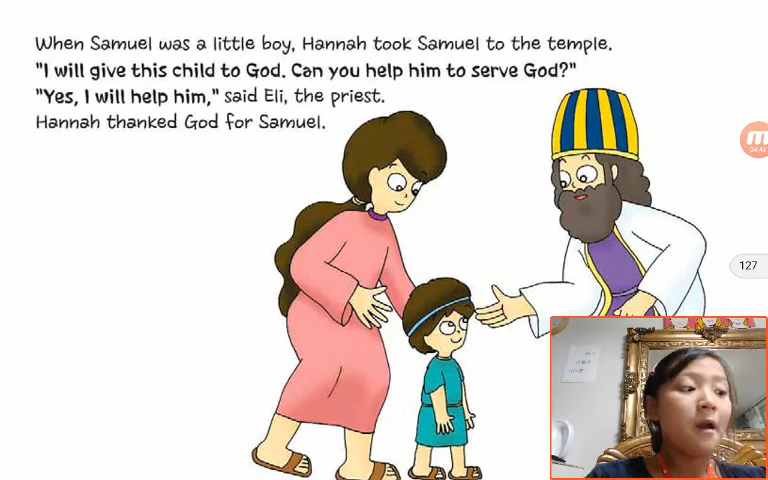 When Samuel was a little boy, Hannah took Samuel to the temple.
"I will give this child to God. Can you help him to serve God?"
"Yes, I will help him," said Eli, the priest.
Hannah thanked God for Samuel.
127